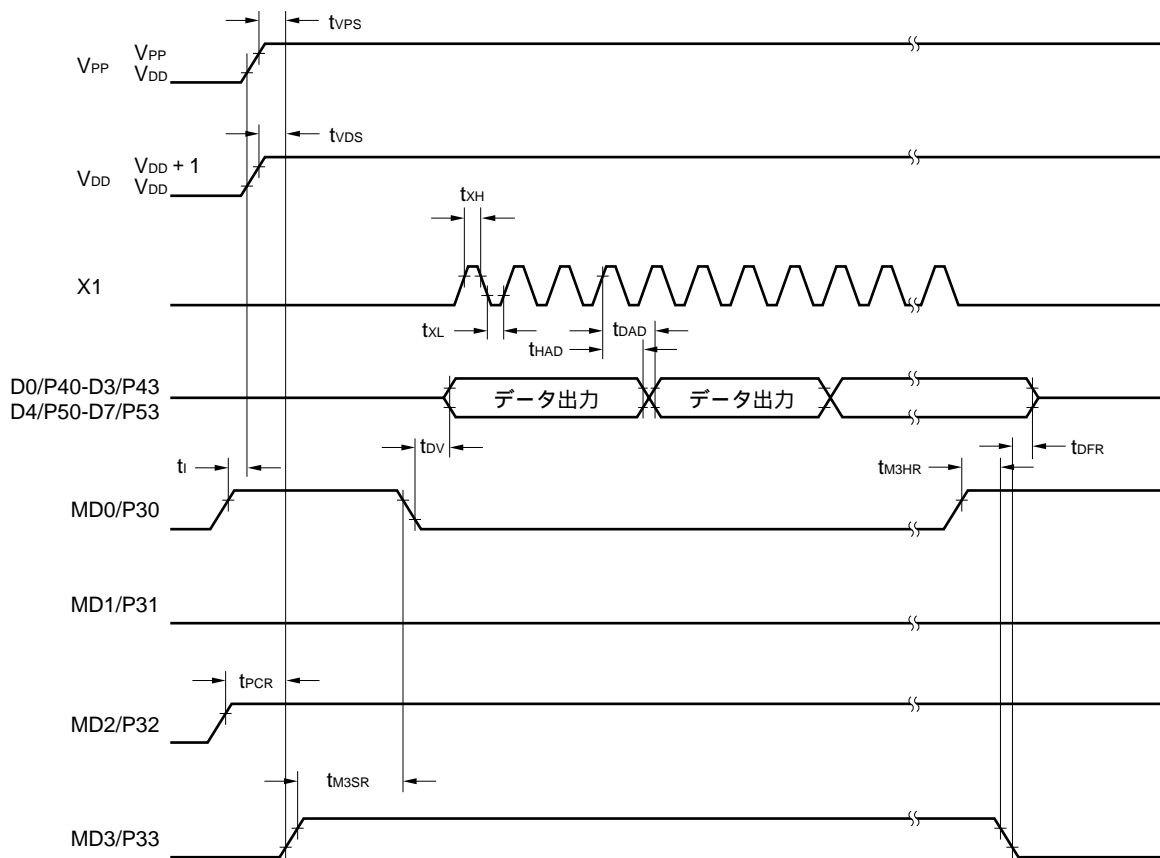 tVPS
VPP
VPP
VDD
tVDS
VDD
VDD + 1
VDD
tXH
X1
tXL
tHAD
tDAD
D0/P40-D3/P43
D4/P50-D7/P53
データ出力
データ出力
tDV
tDFR
tI
tM3HR
MD0/P30
MD1/P31
tPCR
MD2/P32
tM3SR
MD3/P33